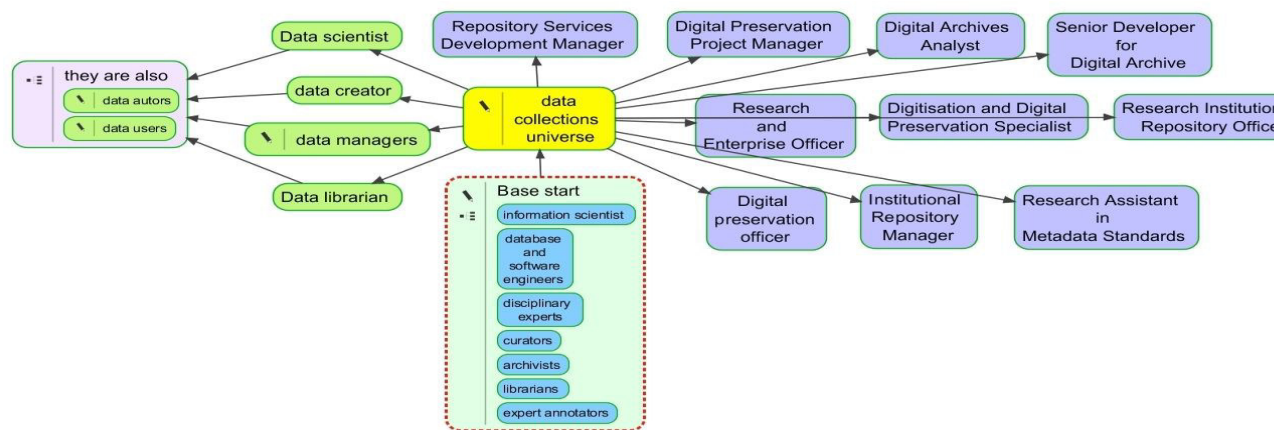 they are also
data autors
data users
Data scientist
data creator
data managers
Data librarian
Repository Services
Development Manager
Digital Preservation
Project Manager
Digital Archives
Analyst
Senior Developer
for
Digital Archive
data
collections
universe
Research
and
Enterprise Officer
Digitisation and Digital
Preservation Specialist
Research Institution
Repository Office
Digital
preservation
officer
Institutional
Repository
Manager
Research Assistant
in
Metadata Standards
Base start
information scientist
database
and
software
engineers
disciplinary
experts
curators
archivists
librarians
expert annotators